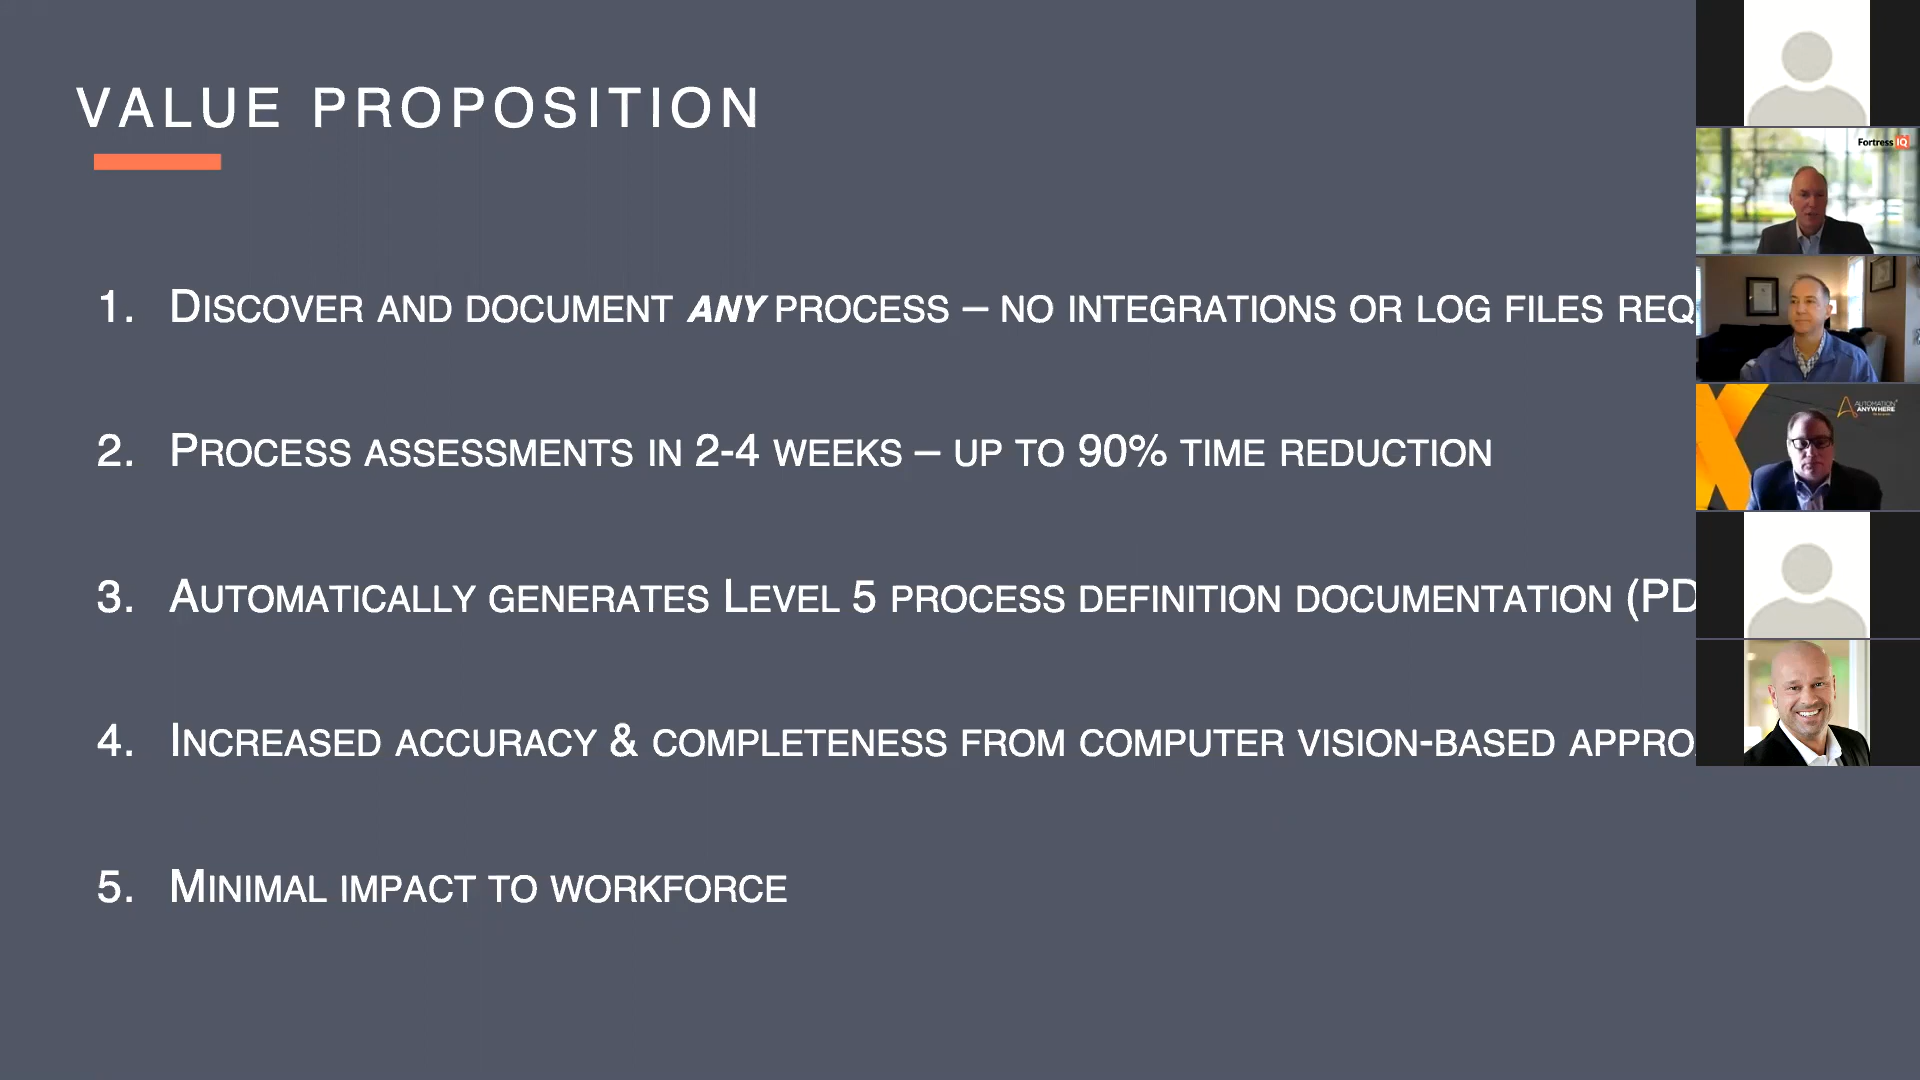 VALUE PROPOSITION
1. DISCOVER AND DOCUMENT ANY PROCESS – NO INTEGRATIONS OR LOG FILES REQ
2. PROCESS ASSESSMENTS IN 2-4 WEEKS – UP TO 90% TIME REDUCTION
3. AUTOMATICALLY GENERATES LEVEL 5 PROCESS DEFINITION DOCUMENTATION (PD
4. INCREASED ACCURACY & COMPLETENESS FROM COMPUTER VISION-BASED APPRO
5. MINIMAL IMPACT TO WORKFORCE
Fortress IQ
AUTOMATION
ANYWHERE